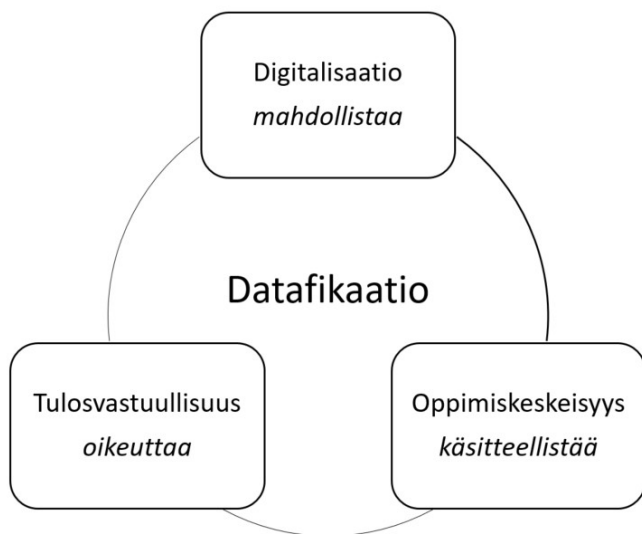 Digitalisaatio
mahdollistaa
Datafikaatio
Tulosvastuullisuus
oikeuttaa
Oppimiskeskeisyys
käsitteellistää